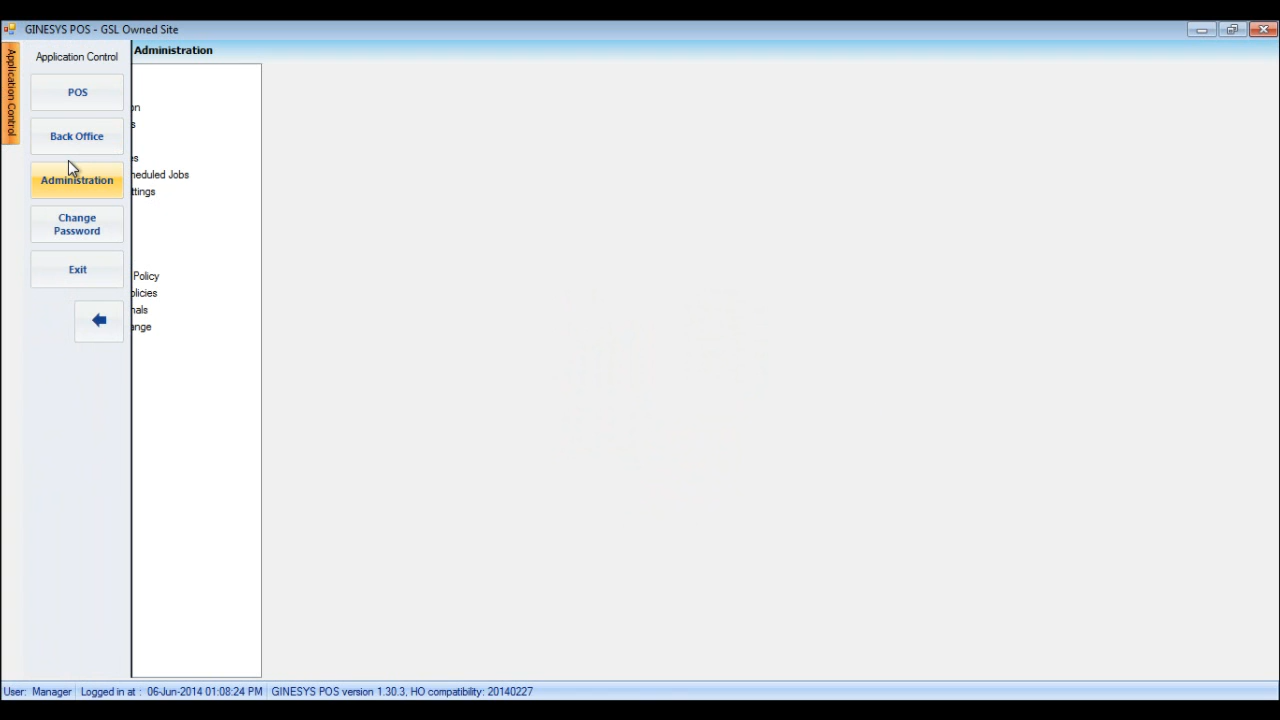 GINESYS POS - GSL Owned Site
Application Control
Application Control
POS
Back Office
Administration
Change
Password
Exit
Administration
on
s
es
heduled Jobs
ttings
Policy
olicies
nals
ange
User: Manager
Logged in at : 06-Jun-2014 01:08:24 PM
GINESYS POS version 1.30.3, HO compatibility: 20140227